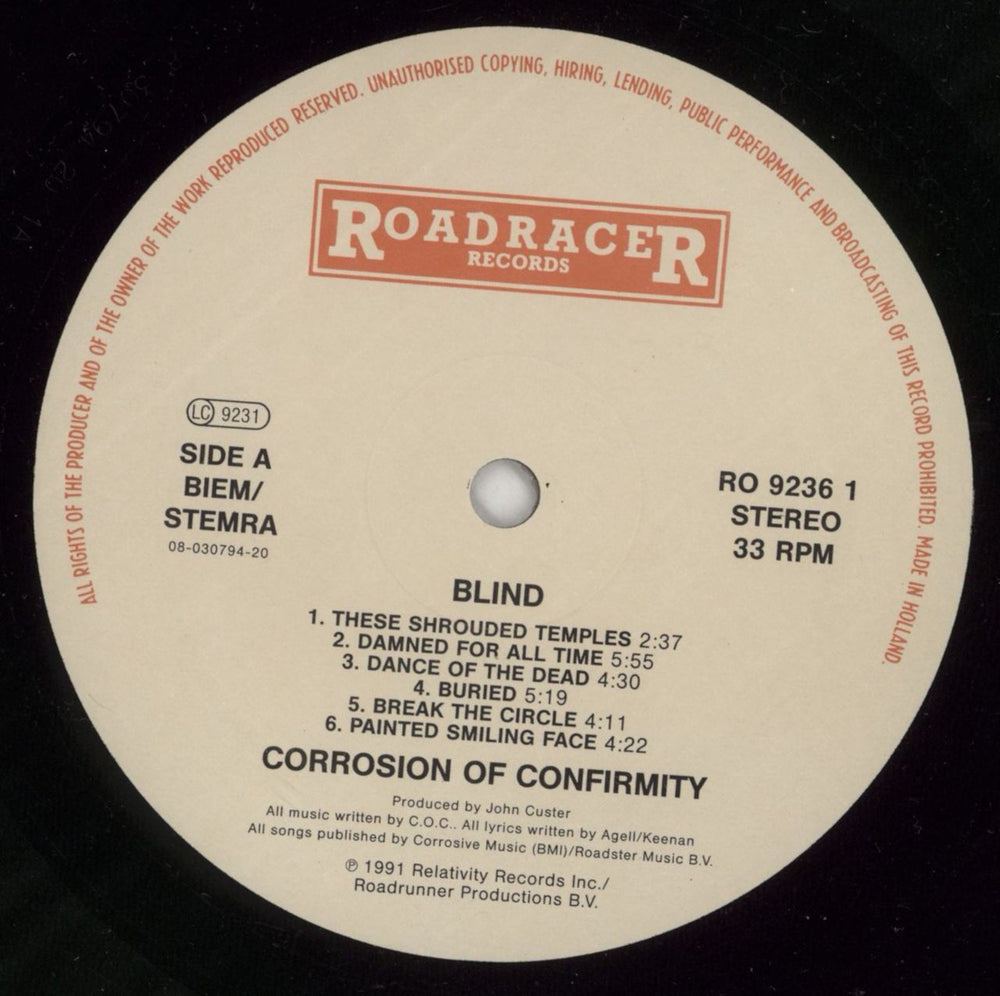 ALL RIGHTS OF THE PRODUCER AND OF THE OWNER OF THE WORK REPRODUCED RESERVED. UNAUTHORISED COPYING, HIRING, LENDING, PUBLIC PERFORMANCE AND BROADCASTING OF THIS RECORD PROHIBITED. MADE IN HOLLAND.
ROADRACER
RECORDS
LC 9231
SIDE A
BIEM/
STEMRA
08-030794-20
RO 9236 1
STEREO
33 RPM
BLIND
1. THESE SHROUDED TEMPLES 2:37
2. DAMNED FOR ALL TIME 5:55
3. DANCE OF THE DEAD 4:30
4. BURIED 5:19
5. BREAK THE CIRCLE 4:11
6. PAINTED SMILING FACE 4:22
CORROSION OF CONFIRMITY
Produced by John Custer
All music written by C.O.C.. All lyrics written by Agell/Keenan
All songs published by Corrosive Music (BMI)/Roadster Music B.V.
℗ 1991 Relativity Records Inc./
Roadrunner Productions B.V.